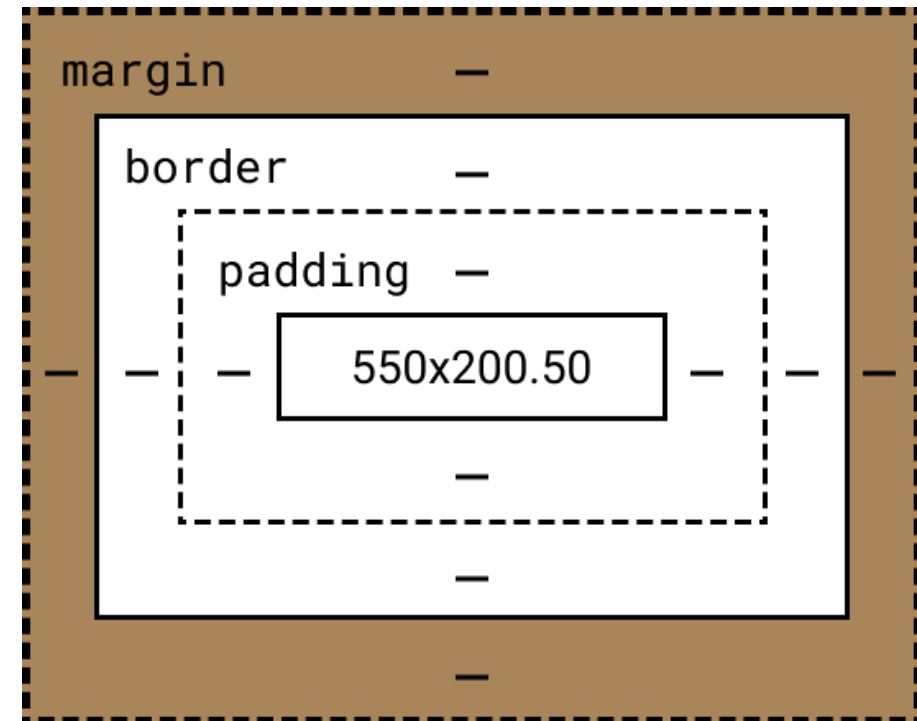 margin –
border –
padding –
– – – 550x200.50 – – –
–
–
–